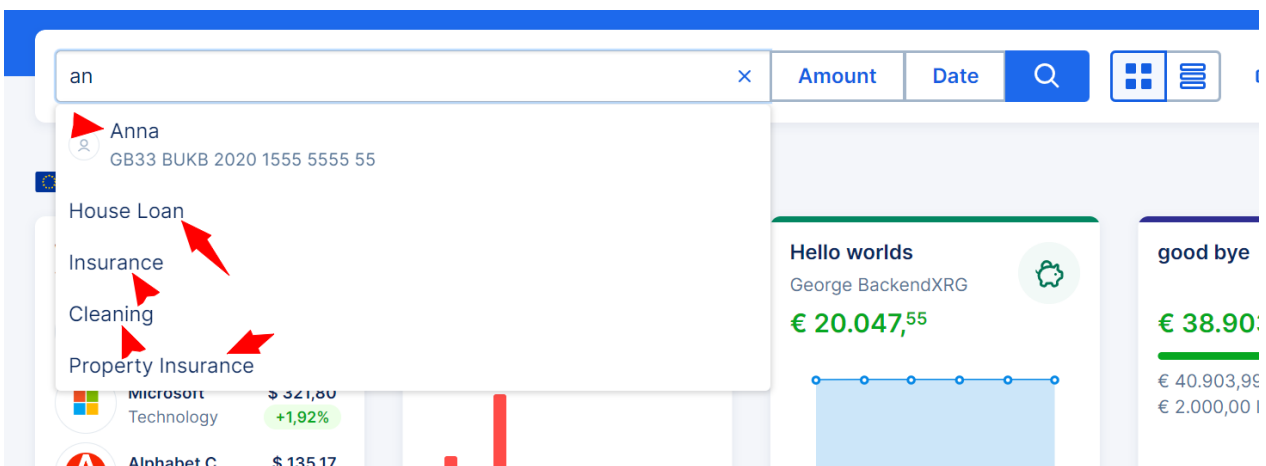 an
Amount
Date
Anna
GB33 BUKB 2020 1555 5555 55
House Loan
Insurance
Cleaning
Property Insurance
Hello worlds
George BackendXRG
€ 20.047,55
good bye
€ 38.90
€ 40.903,99
€ 2.000,00
Microsoft $ 321,80
Technology +1,92%
Alphabet C $ 135,17